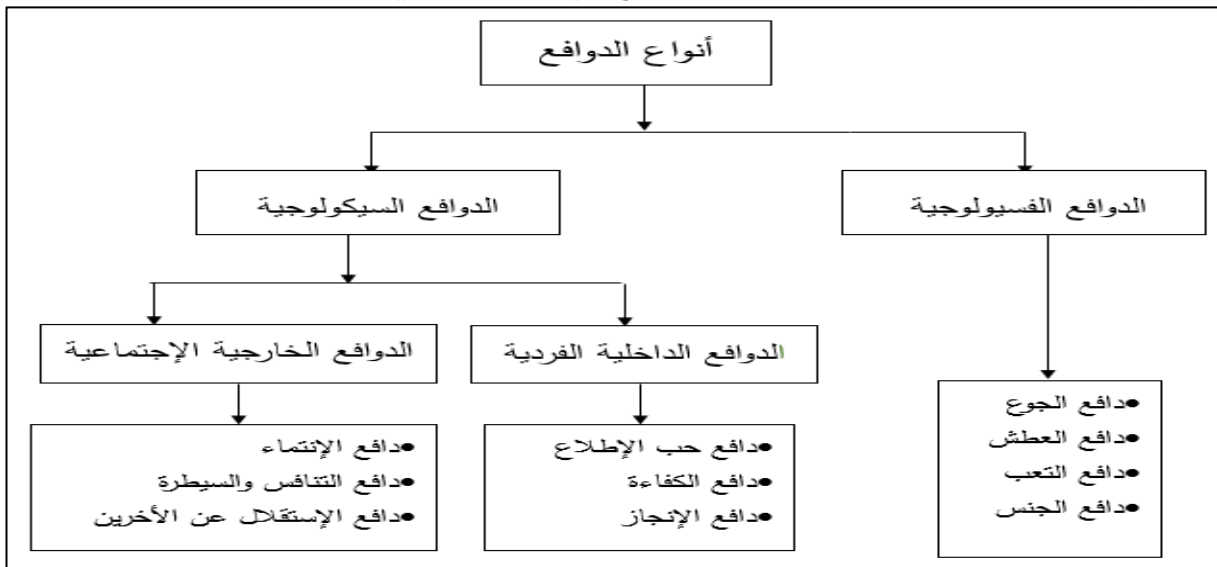 أنواع الدوافع
الدوافع الفسيولوجية
الدوافع السيكولوجية
الدوافع الداخلية الفردية
الدوافع الخارجية الإجتماعية
•دافع الجوع
•دافع العطش
•دافع التعب
•دافع الجنس
•دافع حب الإطلاع
•دافع الكفاءة
•دافع الإنجاز
•دافع الإنتماء
•دافع التنافس والسيطرة
•دافع الإستقلال عن الأخرين